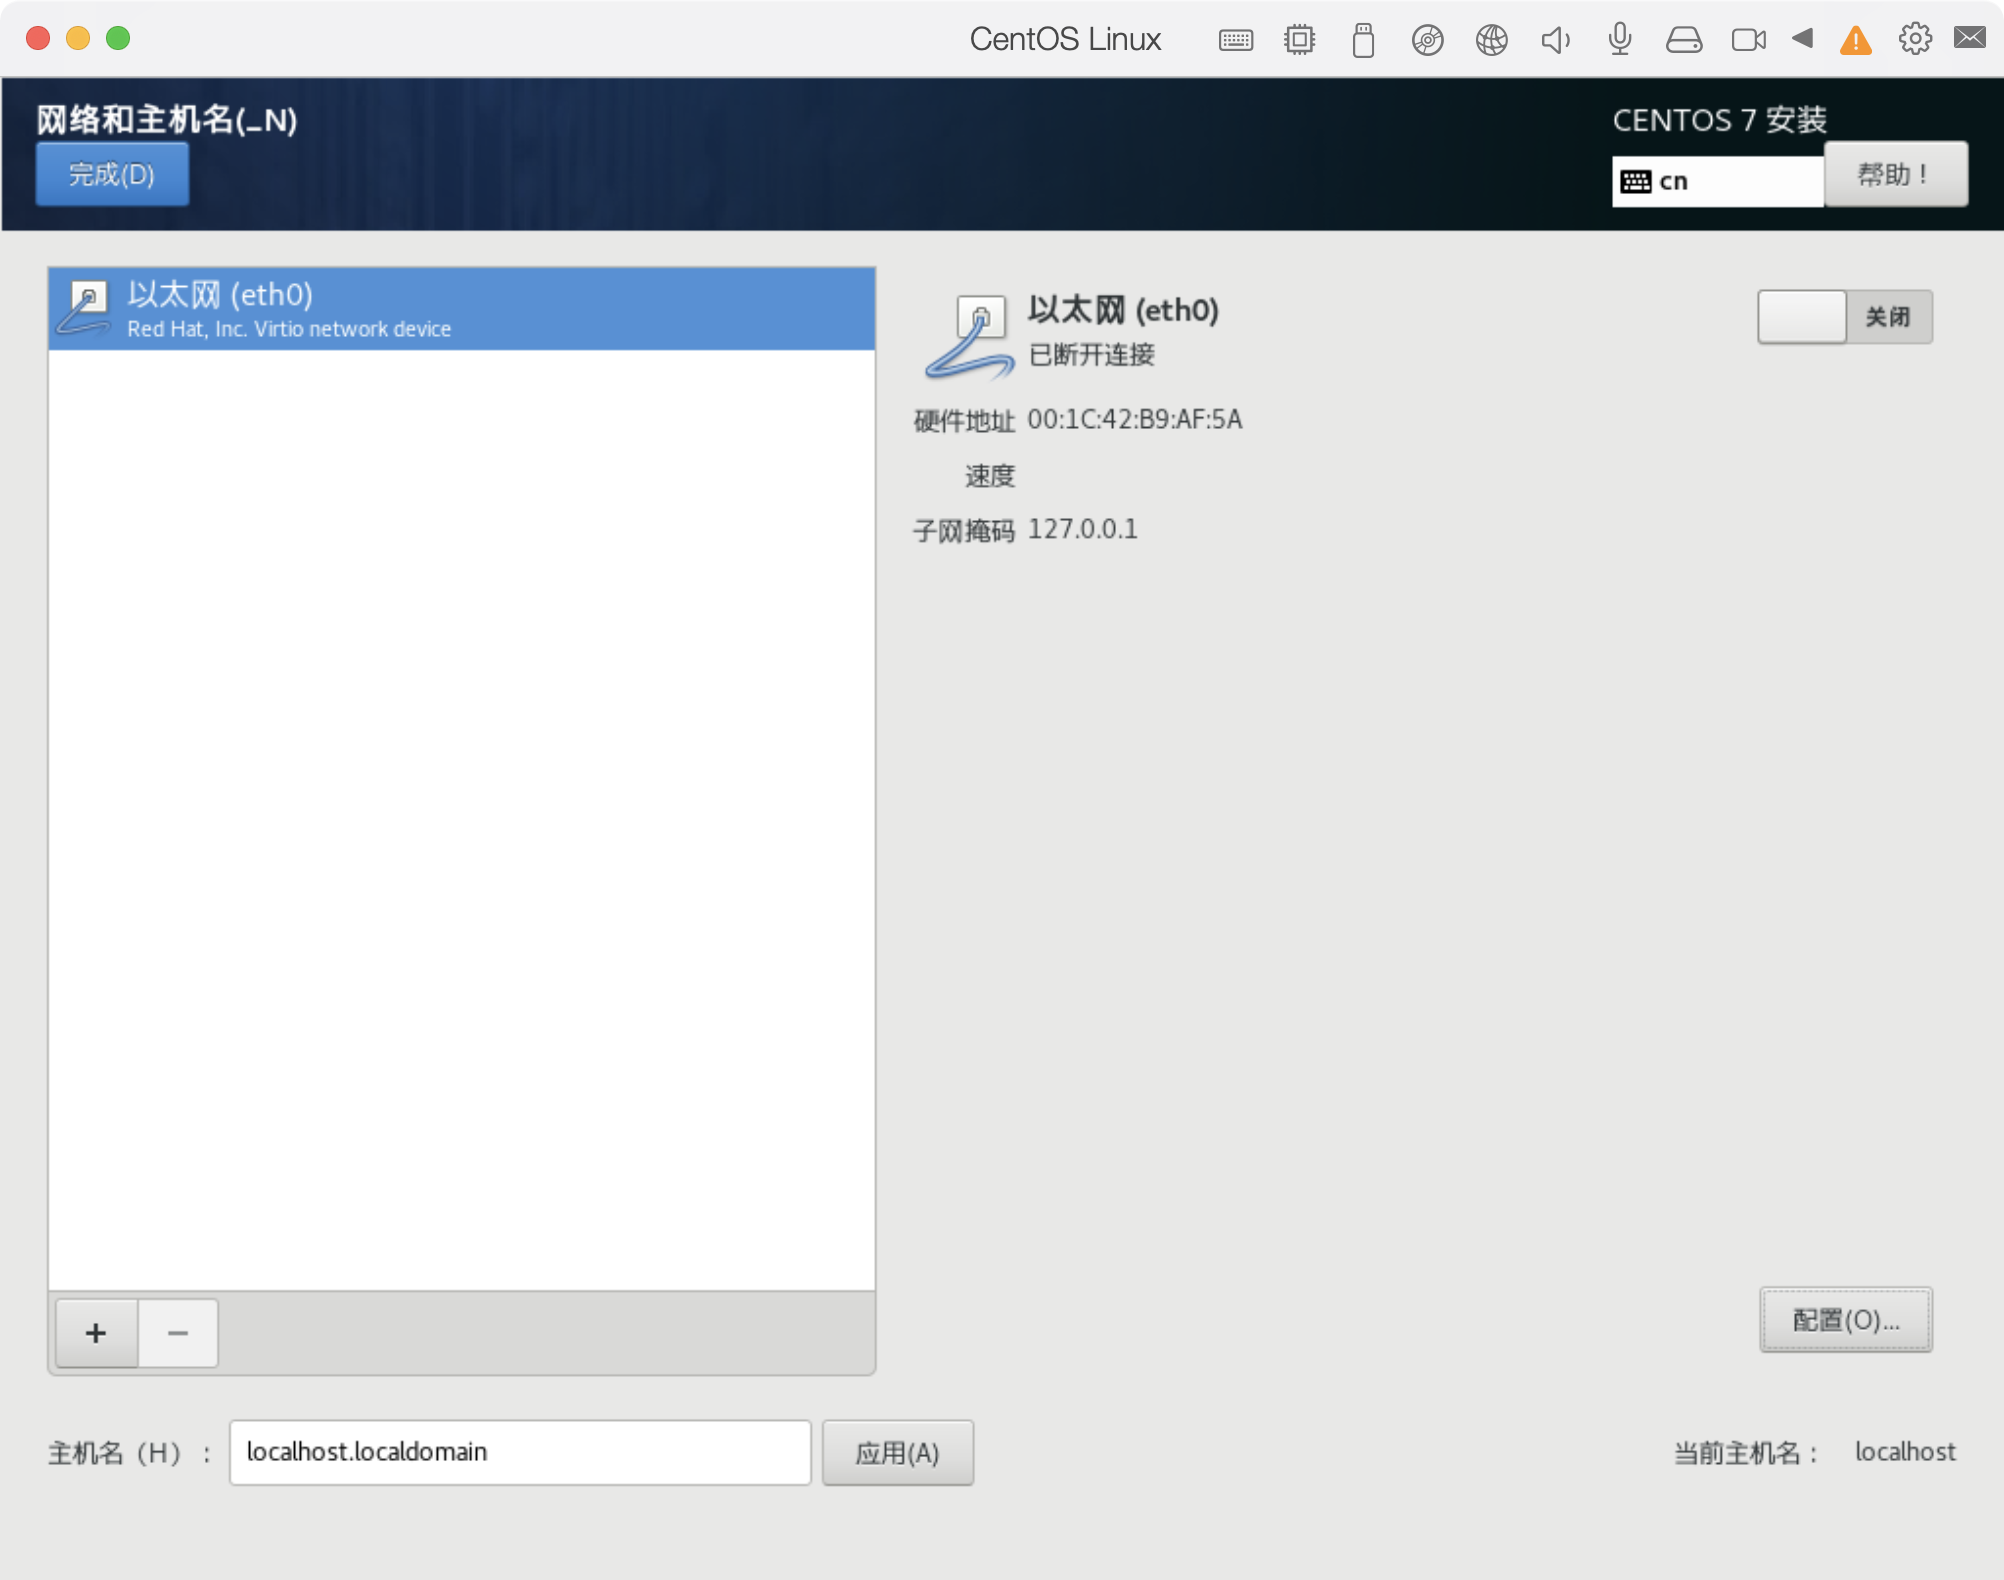 CentOS Linux
网络和主机名(_N)
CENTOS 7 安装
完成(D)
cn
帮助！
以太网 (eth0)
Red Hat, Inc. Virtio network device
以太网 (eth0)
已断开连接
关闭
硬件地址 00:1C:42:B9:AF:5A
速度
子网掩码 127.0.0.1
配置(O)...
主机名（H）：
localhost.localdomain
应用(A)
当前主机名： localhost